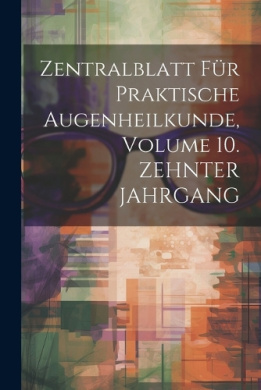 Zentralblatt Für
Praktische
Augenheilkunde,
Volume 10.
ZEHNTER
JAHRGANG